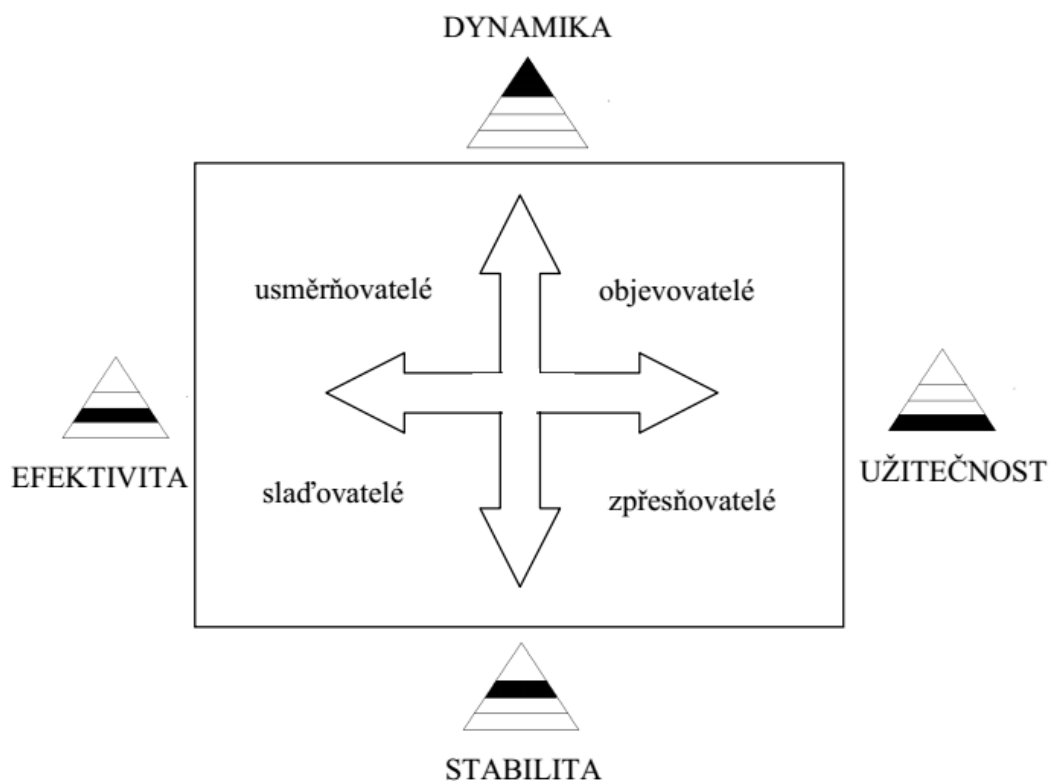 DYNAMIKA
usměrňovatelé
objevovatelé
EFEKTIVITA
UŽITEČNOST
slaďovatelé
zpřesňovatelé
STABILITA